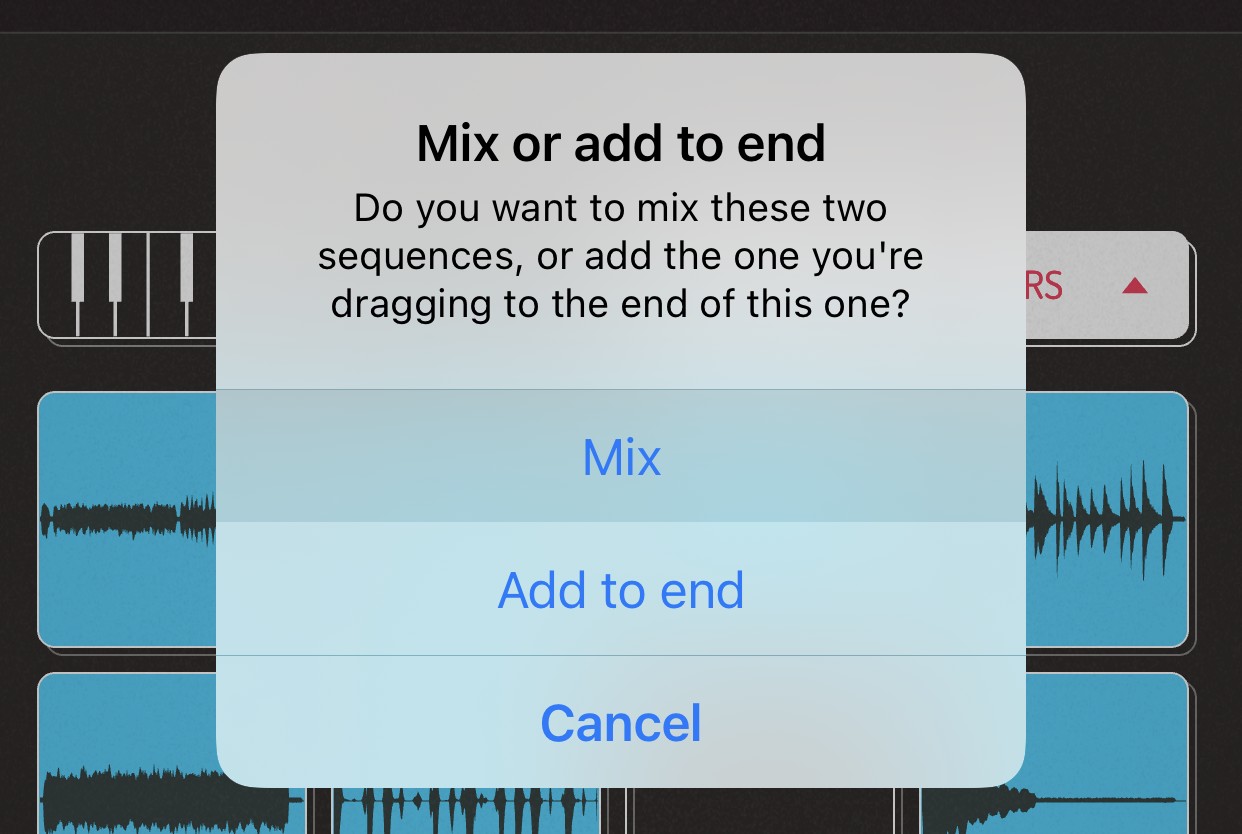 Mix or add to end
Do you want to mix these two
sequences, or add the one you're
dragging to the end of this one?
RS
Mix
Add to end
Cancel